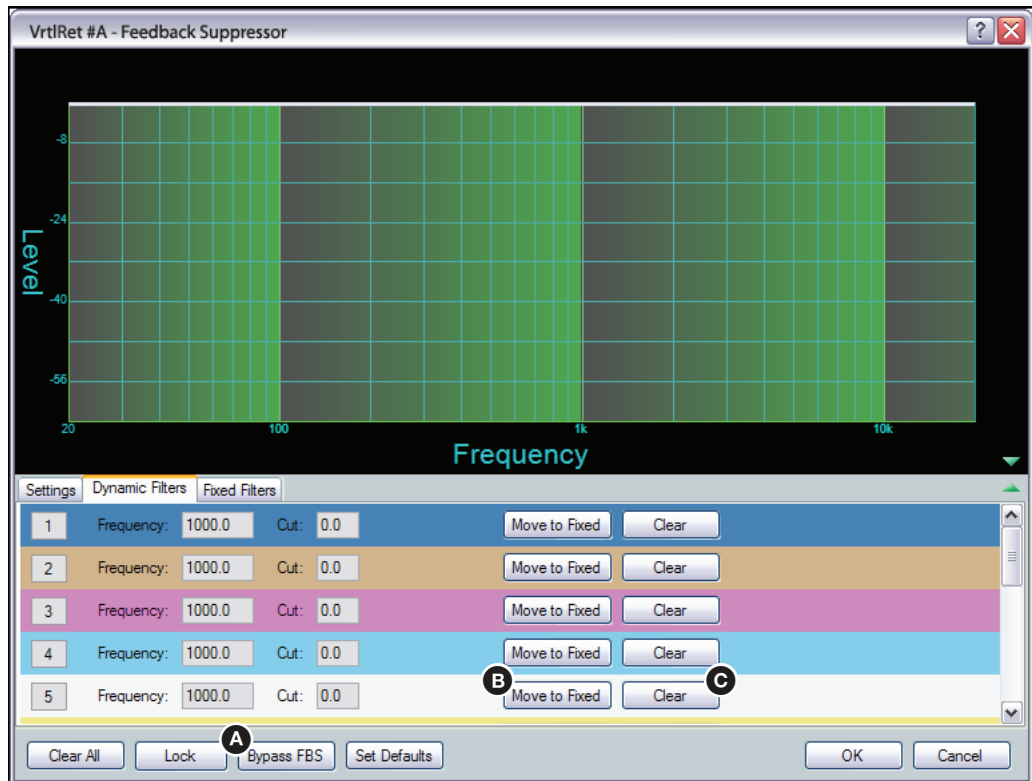 VrtlRet #A - Feedback Suppressor
?
X
-8
-24
-40
-56
Level
20 100 1k 10k
Frequency
Settings Dynamic Filters Fixed Filters
1 Frequency: 1000.0 Cut: 0.0 Move to Fixed Clear
2 Frequency: 1000.0 Cut: 0.0 Move to Fixed Clear
3 Frequency: 1000.0 Cut: 0.0 Move to Fixed Clear
4 Frequency: 1000.0 Cut: 0.0 Move to Fixed Clear
5 Frequency: 1000.0 Cut: 0.0 B Move to Fixed Clear C
Clear All Lock A Bypass FBS Set Defaults OK Cancel